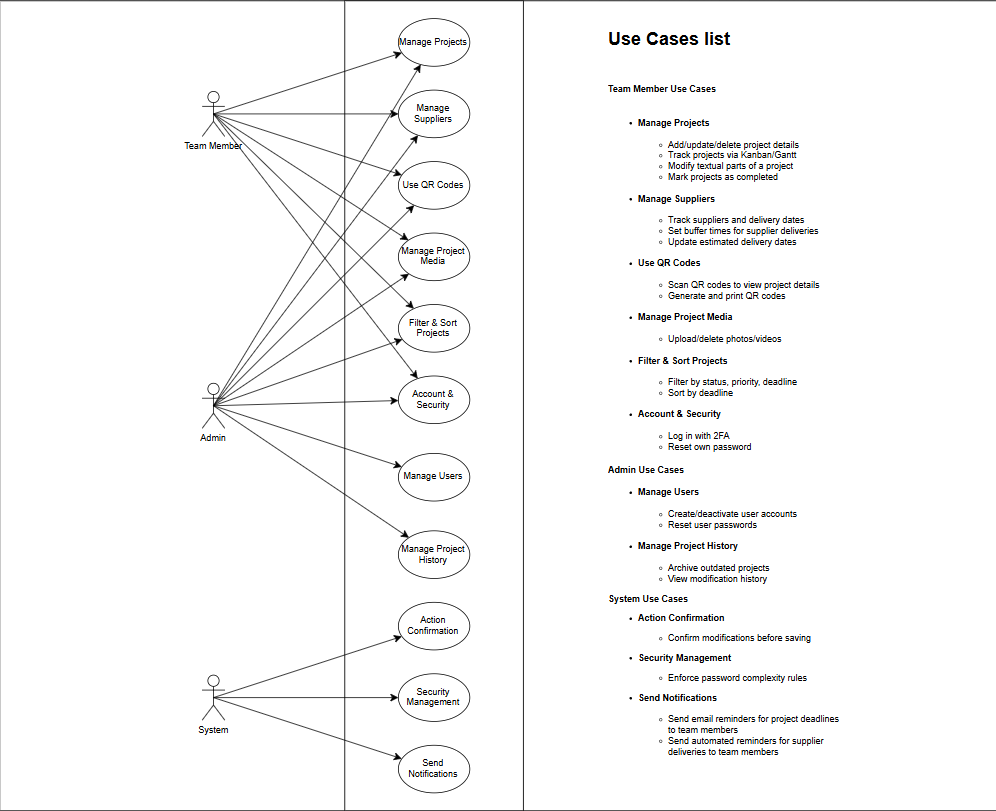 Manage Projects
Manage
Suppliers
Use QR Codes
Manage Project
Media
Filter & Sort
Projects
Account &
Security
Manage Users
Manage Project
History
Action
Confirmation
Security
Management
Send
Notifications
Team Member
Admin
System
Use Cases list
Team Member Use Cases
• Manage Projects
◦ Add/update/delete project details
◦ Track projects via Kanban/Gantt
◦ Modify textual parts of a project
◦ Mark projects as completed
• Manage Suppliers
◦ Track suppliers and delivery dates
◦ Set buffer times for supplier deliveries
◦ Update estimated delivery dates
• Use QR Codes
◦ Scan QR codes to view project details
◦ Generate and print QR codes
• Manage Project Media
◦ Upload/delete photos/videos
• Filter & Sort Projects
◦ Filter by status, priority, deadline
◦ Sort by deadline
• Account & Security
◦ Log in with 2FA
◦ Reset own password
Admin Use Cases
• Manage Users
◦ Create/deactivate user accounts
◦ Reset user passwords
• Manage Project History
◦ Archive outdated projects
◦ View modification history
System Use Cases
• Action Confirmation
◦ Confirm modifications before saving
• Security Management
◦ Enforce password complexity rules
• Send Notifications
◦ Send email reminders for project deadlines
to team members
◦ Send automated reminders for supplier
deliveries to team members